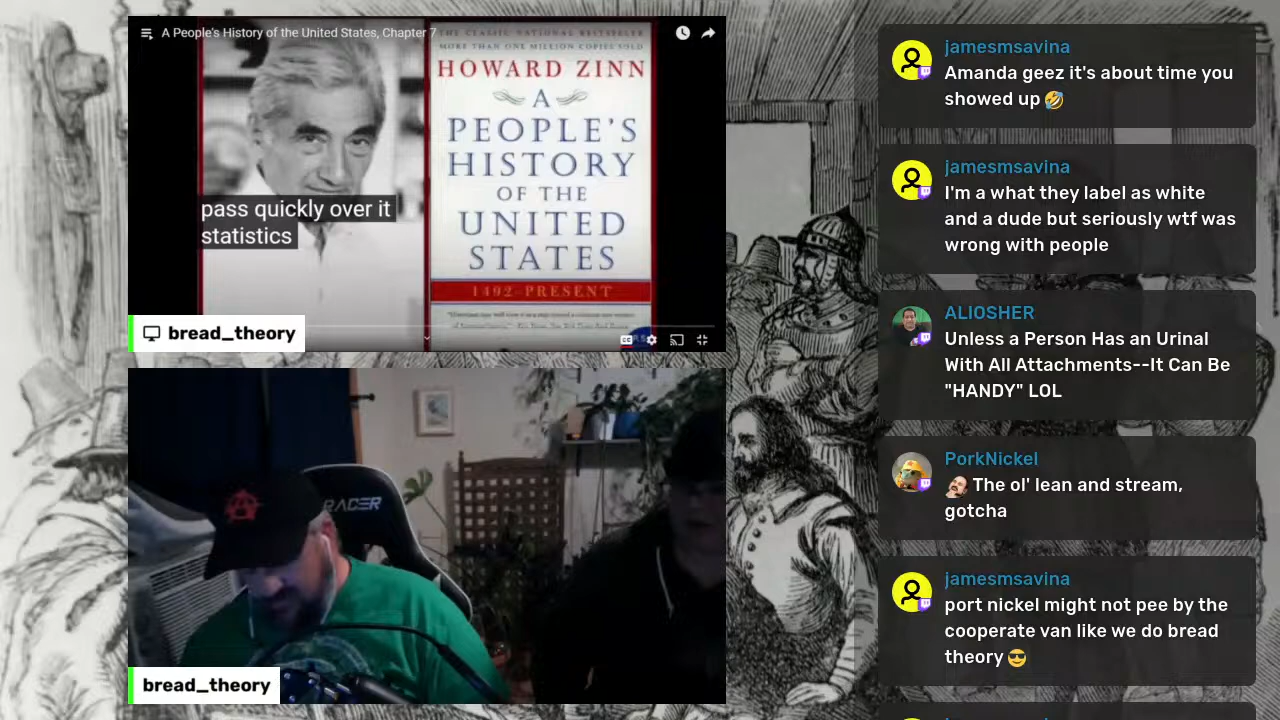 A People's History of the United States, Chapter 7
THE CLASSIC NATIONAL BESTSELLER
MORE THAN ONE MILLION COPIES SOLD
HOWARD ZINN
A
PEOPLE'S
HISTORY
OF THE
UNITED
STATES
1492–PRESENT
pass quickly over it
statistics
bread_theory
RACER
bread_theory
jamesmsavina
Amanda geez it's about time you
showed up 🤣
jamesmsavina
I'm a what they label as white
and a dude but seriously wtf was
wrong with people
ALIOSHER
Unless a Person Has an Urinal
With All Attachments--It Can Be
"HANDY" LOL
PorkNickel
The ol' lean and stream,
gotcha
jamesmsavina
port nickel might not pee by the
cooperate van like we do bread
theory 😎